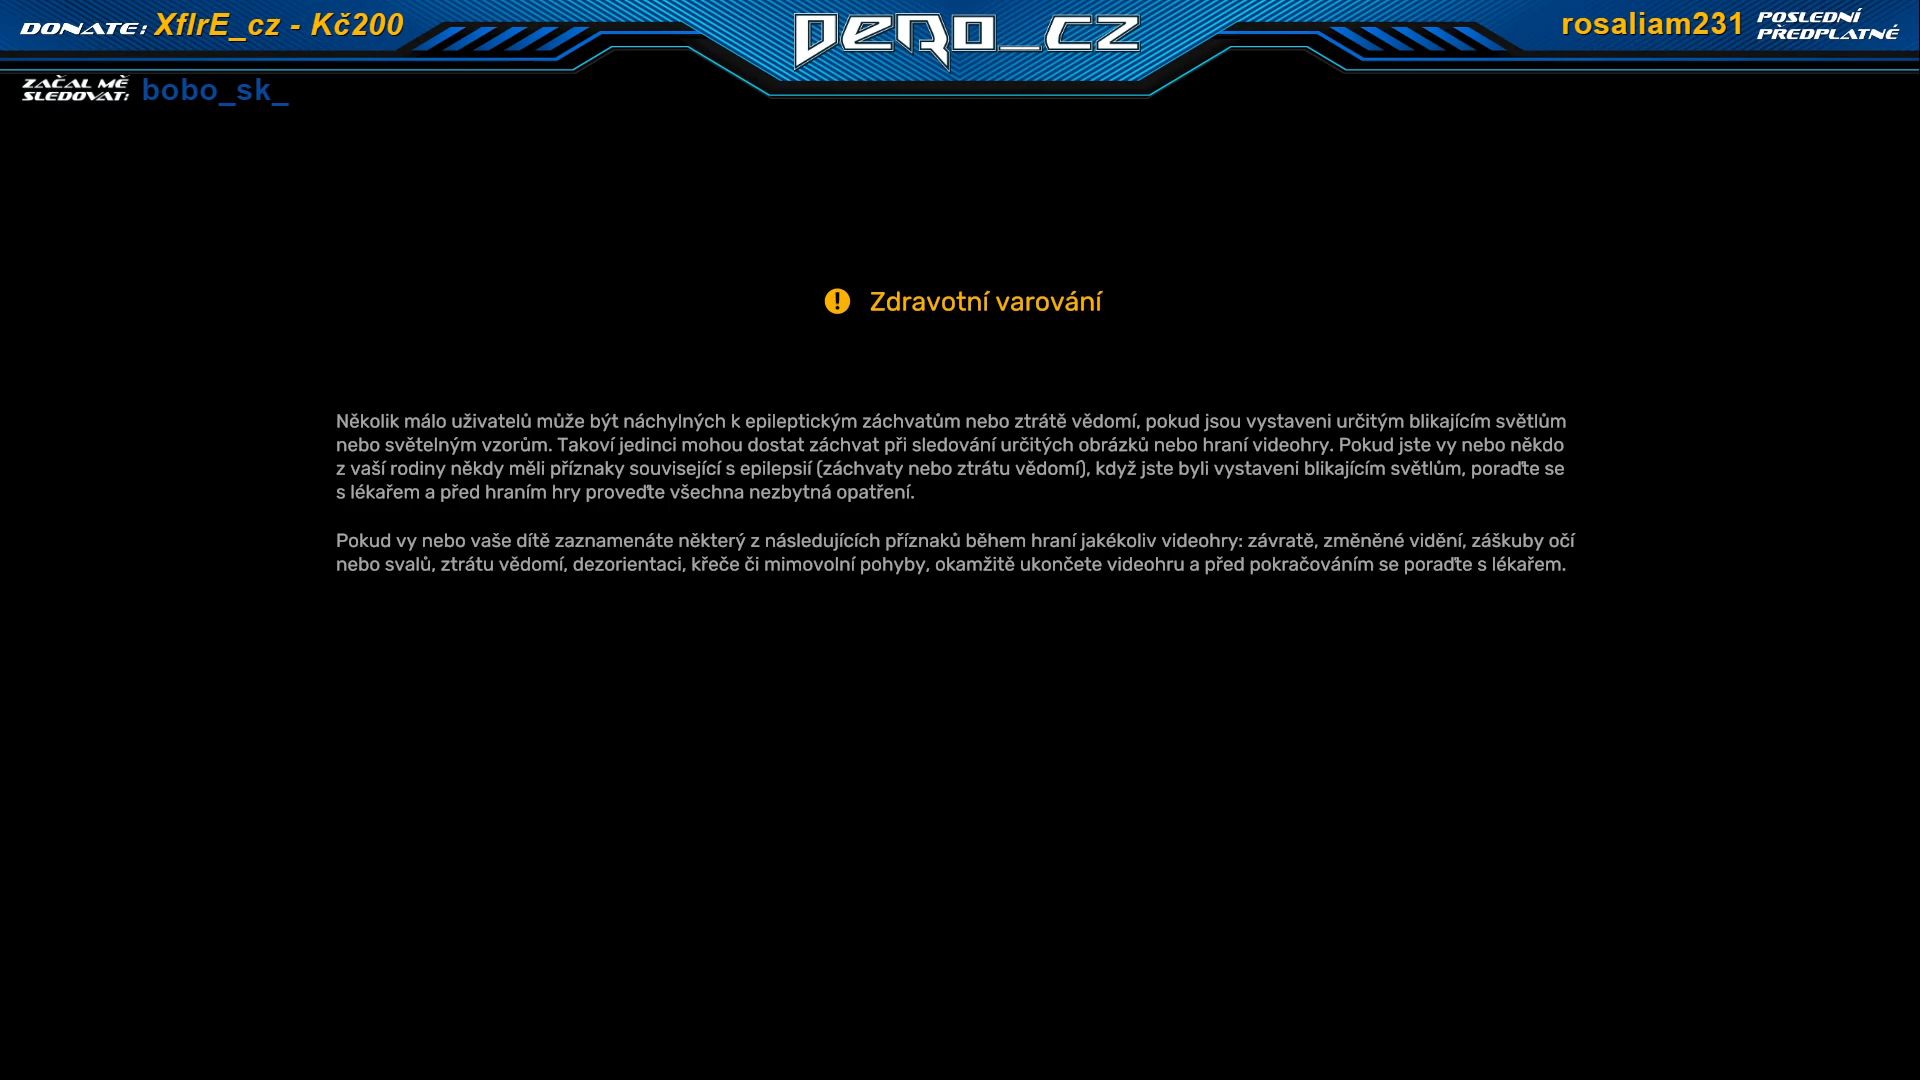 DONATE: XfIrE_cz - Kč200
DeRo_CZ
rosaliam231 POSLEDNÍ
PŘEDPLATNÉ
ZAČAL MĚ
SLEDOVAT: bobo_sk_
Zdravotní varování
Několik málo uživatelů může být náchylných k epileptickým záchvatům nebo ztrátě vědomí, pokud jsou vystaveni určitým blikajícím světlům
nebo světelným vzorům. Takoví jedinci mohou dostat záchvat při sledování určitých obrázků nebo hraní videohry. Pokud jste vy nebo někdo
z vaší rodiny někdy měli příznaky související s epilepsií (záchvaty nebo ztrátu vědomí), když jste byli vystaveni blikajícím světlům, poraďte se
s lékařem a před hraním hry proveďte všechna nezbytná opatření.
Pokud vy nebo vaše dítě zaznamenáte některý z následujících příznaků během hraní jakékoliv videohry: závratě, změněné vidění, záškuby očí
nebo svalů, ztrátu vědomí, dezorientaci, křeče či mimovolní pohyby, okamžitě ukončete videohru a před pokračováním se poraďte s lékařem.